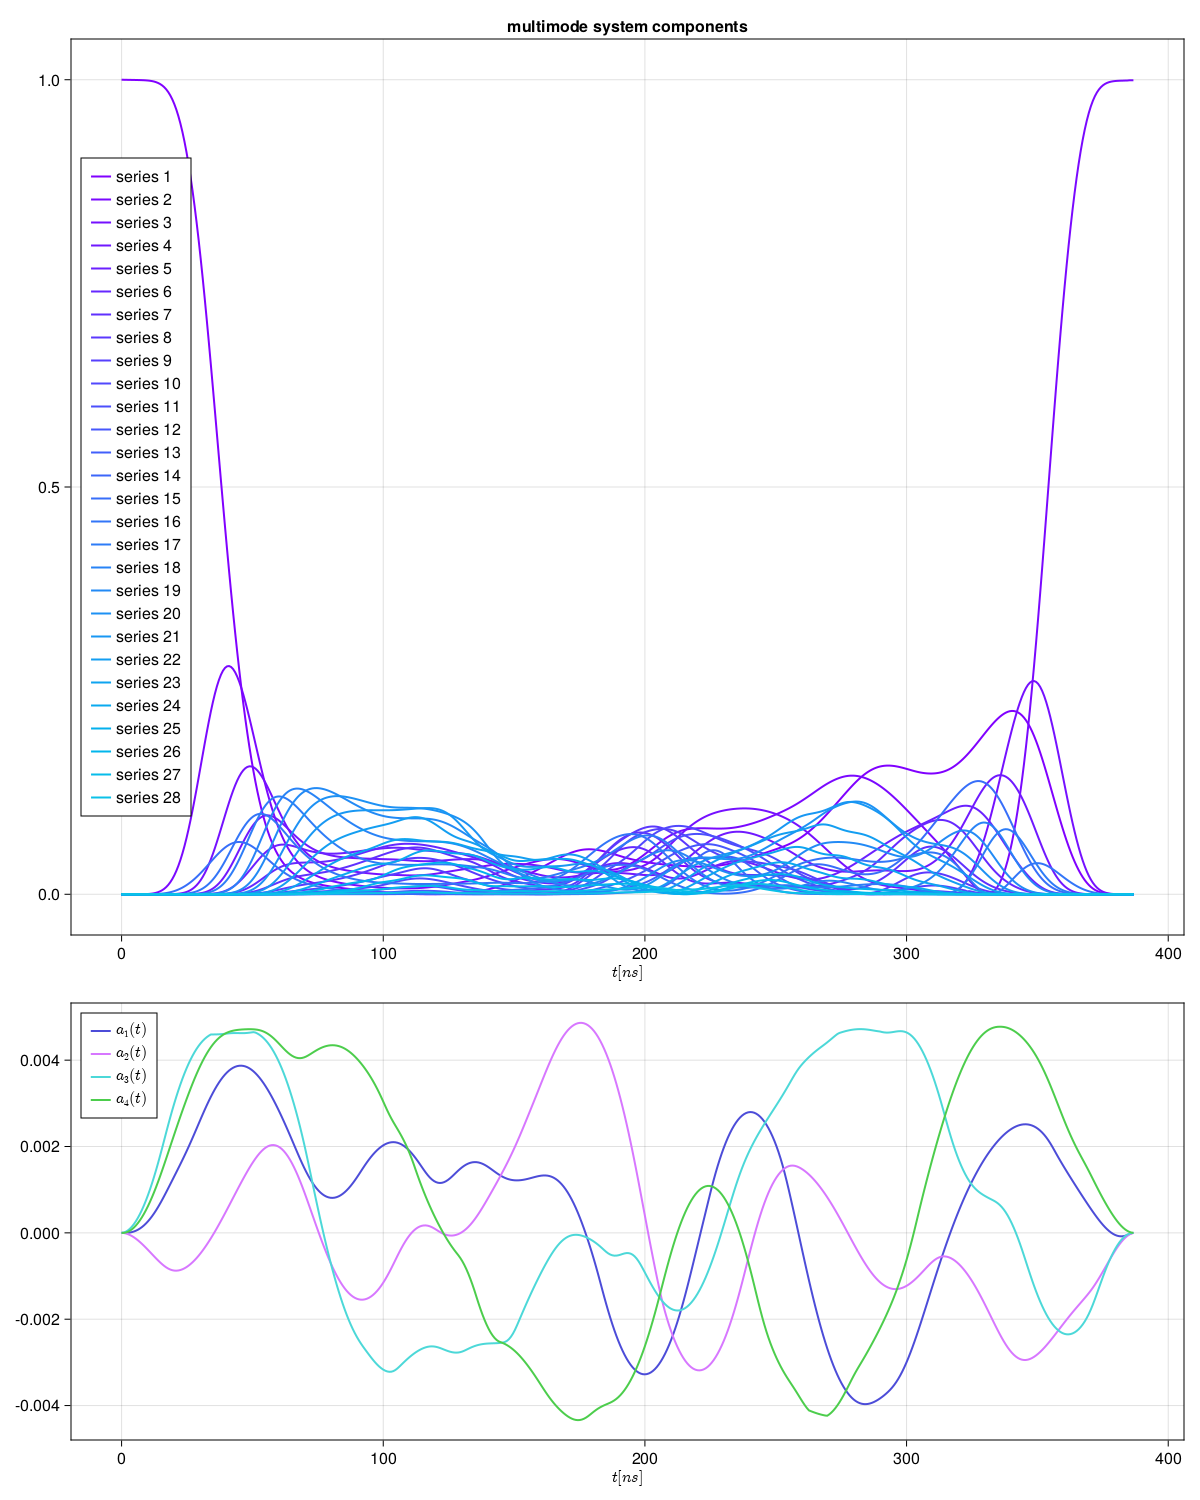 multimode system components
1.0
series 1
series 2
series 3
series 4
series 5
series 6
series 7
series 8
series 9
series 10
series 11
series 12
series 13
series 14
series 15
series 16
series 17
series 18
series 19
series 20
series 21
series 22
series 23
series 24
series 25
series 26
series 27
series 28
0.5
0.0
0 100 200 300 400
t[ns]
a₁(t)
a₂(t)
a₃(t)
a₄(t)
0.004
0.002
0.000
-0.002
-0.004
0 100 200 300 400
t[ns]